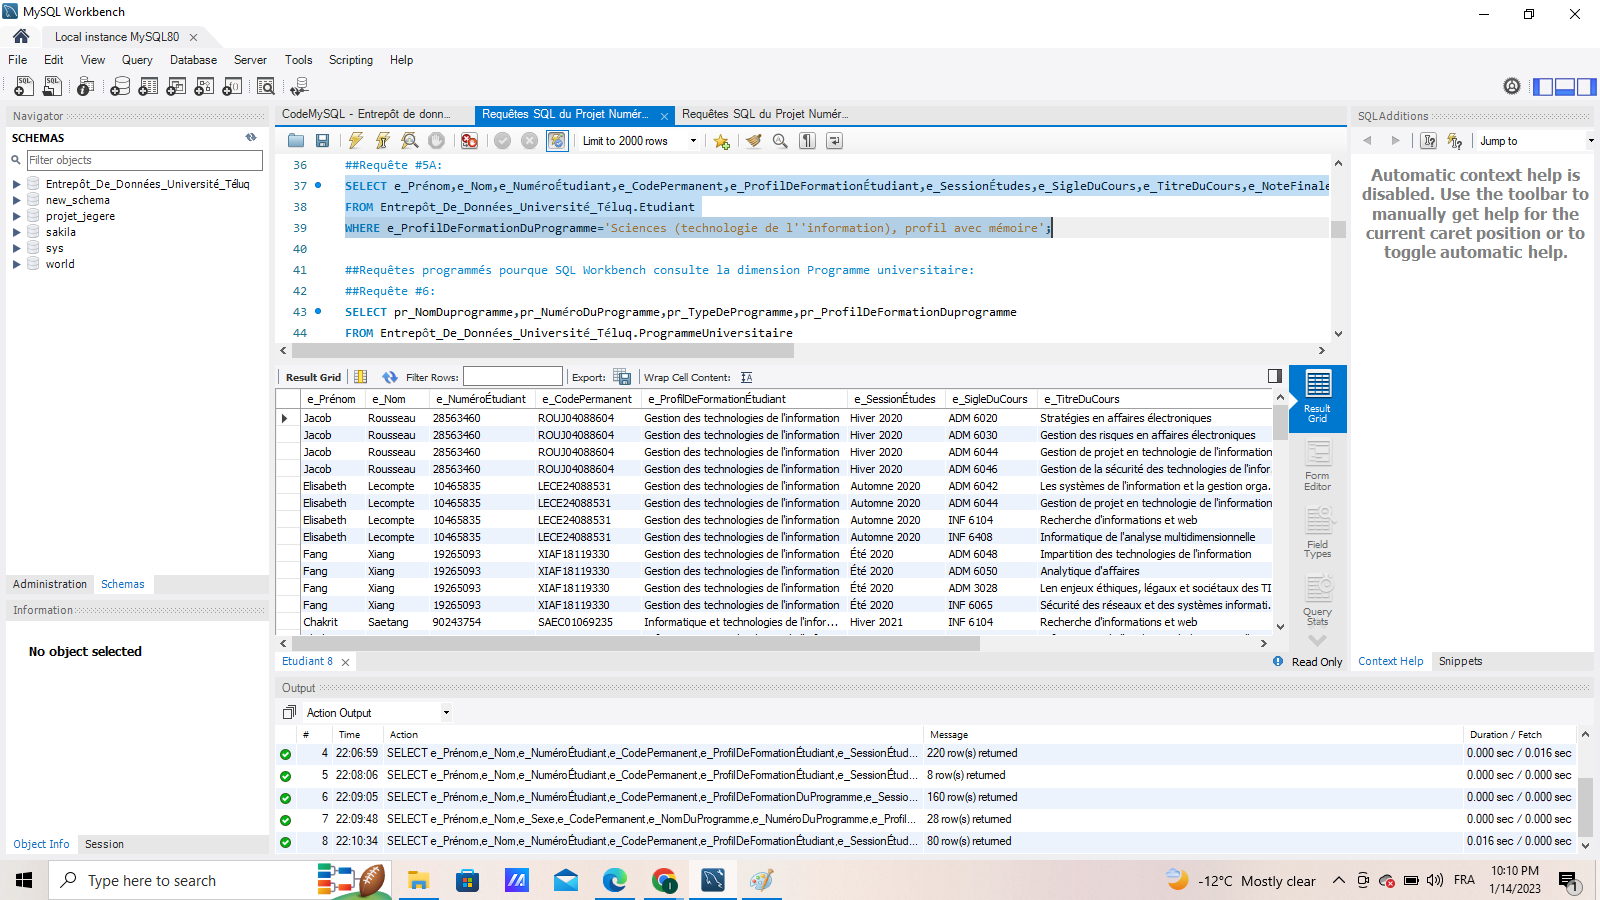 MySQL Workbench
Local instance MySQL80
File Edit View Query Database Server Tools Scripting Help
Navigator
SCHEMAS
Filter objects
Entrepôt_De_Données_Université_Téluq
new_schema
projet_jegere
sakila
sys
world
Administration Schemas
Information
No object selected
Object Info Session
CodeMySQL - Entrepôt de donn... Requêtes SQL du Projet Numér... Requêtes SQL du Projet Numér...
Limit to 2000 rows
36 ##Requête #5A:
37 SELECT e_Prénom,e_Nom,e_NuméroÉtudiant,e_CodePermanent,e_ProfilDeFormationÉtudiant,e_SessionÉtudes,e_SigleDuCours,e_TitreDuCours,e_NoteFinale
38 FROM Entrepôt_De_Données_Université_Téluq.Etudiant
39 WHERE e_ProfilDeFormationDuProgramme='Sciences (technologie de l''information), profil avec mémoire';
40
41 ##Requêtes programmés pourque SQL Workbench consulte la dimension Programme universitaire:
42 ##Requête #6:
43 SELECT pr_NomDuprogramme,pr_NuméroDuProgramme,pr_TypeDeProgramme,pr_ProfilDeFormationDuprogramme
44 FROM Entrepôt_De_Données_Université_Téluq.ProgrammeUniversitaire
Result Grid Filter Rows: Export: Wrap Cell Content:
e_Prénom e_Nom e_NuméroÉtudiant e_CodePermanent e_ProfilDeFormationÉtudiant e_SessionÉtudes e_SigleDuCours e_TitreDuCours
Jacob Rousseau 28563460 ROUJ04088604 Gestion des technologies de l'information Hiver 2020 ADM 6020 Stratégies en affaires électroniques
Jacob Rousseau 28563460 ROUJ04088604 Gestion des technologies de l'information Hiver 2020 ADM 6030 Gestion des risques en affaires électroniques
Jacob Rousseau 28563460 ROUJ04088604 Gestion des technologies de l'information Hiver 2020 ADM 6044 Gestion de projet en technologie de l'information
Jacob Rousseau 28563460 ROUJ04088604 Gestion des technologies de l'information Hiver 2020 ADM 6046 Gestion de la sécurité des technologies de l'infor...
Elisabeth Lecompte 10465835 LECE24088531 Gestion des technologies de l'information Automne 2020 ADM 6042 Les systèmes de l'information et la gestion orga...
Elisabeth Lecompte 10465835 LECE24088531 Gestion des technologies de l'information Automne 2020 ADM 6044 Gestion de projet en technologie de l'information
Elisabeth Lecompte 10465835 LECE24088531 Gestion des technologies de l'information Automne 2020 INF 6104 Recherche d'informations et web
Elisabeth Lecompte 10465835 LECE24088531 Gestion des technologies de l'information Automne 2020 INF 6408 Informatique de l'analyse multidimensionnelle
Fang Xiang 19265093 XIAF18119330 Gestion des technologies de l'information Été 2020 ADM 6048 Impartition des technologies de l'information
Fang Xiang 19265093 XIAF18119330 Gestion des technologies de l'information Été 2020 ADM 6050 Analytique d'affaires
Fang Xiang 19265093 XIAF18119330 Gestion des technologies de l'information Été 2020 ADM 3028 Len enjeux éthiques, légaux et sociétaux des TI
Fang Xiang 19265093 XIAF18119330 Gestion des technologies de l'information Été 2020 INF 6065 Sécurité des réseaux et des systèmes informati...
Chakrit Saetang 90243754 SAEC01069235 Informatique et technologies de l'infor... Hiver 2021 INF 6104 Recherche d'informations et web
Result Grid
Form Editor
Field Types
Query Stats
Etudiant 8
Read Only
SQLAdditions
Jump to
Automatic context help is
disabled. Use the toolbar to
manually get help for the
current caret position or to
toggle automatic help.
Context Help Snippets
Output
Action Output
# Time Action Message Duration / Fetch
4 22:06:59 SELECT e_Prénom,e_Nom,e_NuméroÉtudiant,e_CodePermanent,e_ProfilDeFormationÉtudiant,e_SessionÉtud... 220 row(s) returned 0.000 sec / 0.016 sec
5 22:08:06 SELECT e_Prénom,e_Nom,e_NuméroÉtudiant,e_CodePermanent,e_ProfilDeFormationÉtudiant,e_SessionÉtud... 8 row(s) returned 0.000 sec / 0.000 sec
6 22:09:05 SELECT e_Prénom,e_Nom,e_NuméroÉtudiant,e_CodePermanent,e_ProfilDeFormationDuProgramme,e_Sessio... 160 row(s) returned 0.000 sec / 0.000 sec
7 22:09:48 SELECT e_Prénom,e_Nom,e_Sexe,e_CodePermanent,e_NomDuProgramme,e_NuméroDuProgramme,e_Profil... 28 row(s) returned 0.000 sec / 0.000 sec
8 22:10:34 SELECT e_Prénom,e_Nom,e_NuméroÉtudiant,e_CodePermanent,e_ProfilDeFormationÉtudiant,e_SessionÉtud... 80 row(s) returned 0.016 sec / 0.000 sec
Type here to search
-12°C Mostly clear
FRA
10:10 PM
1/14/2023
1